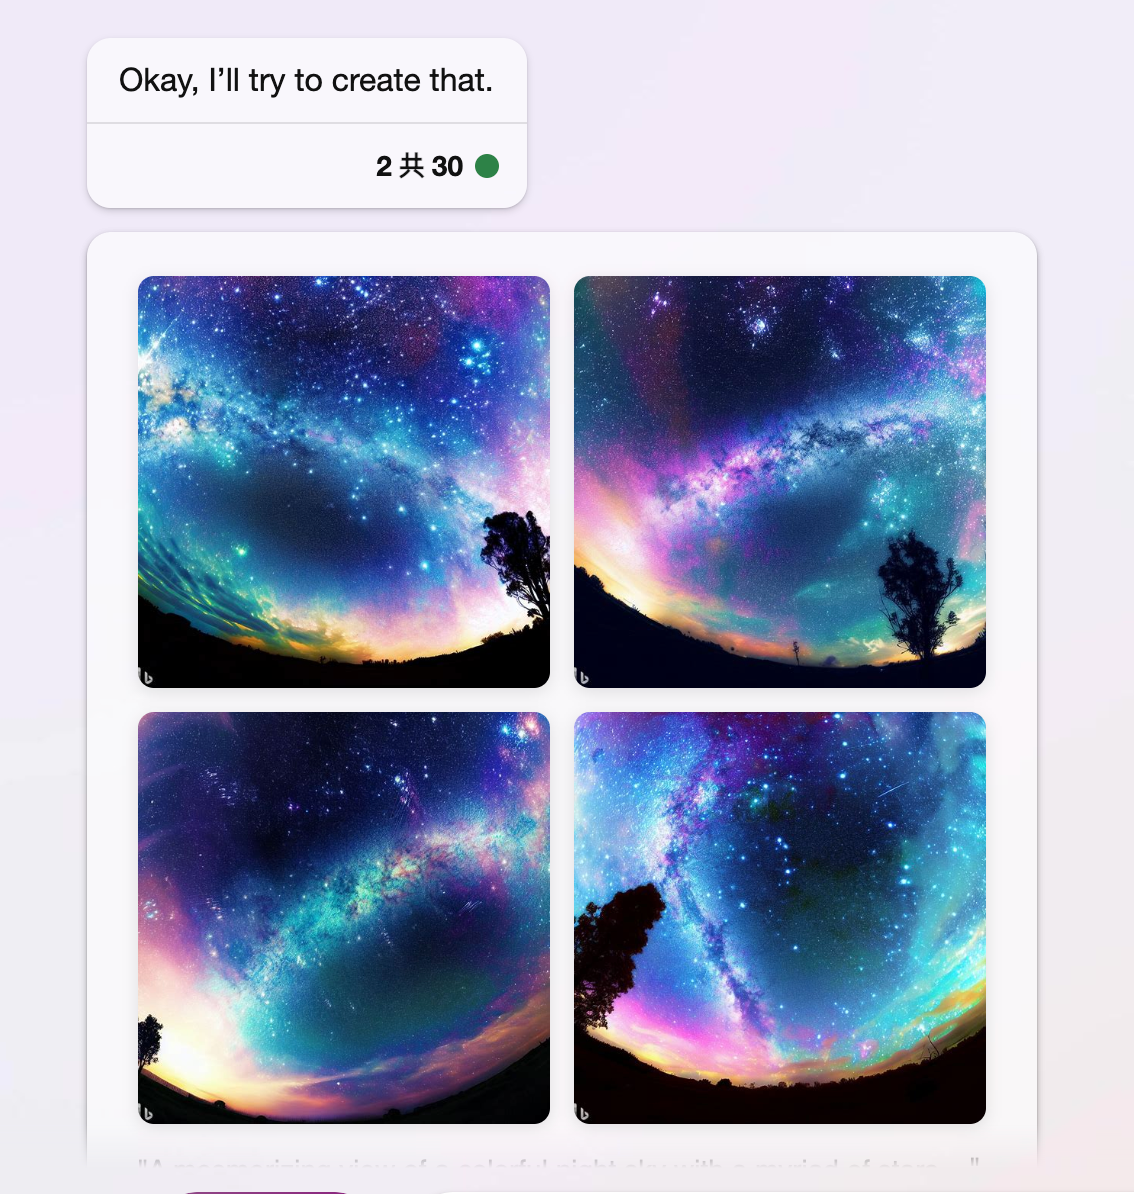 Okay, I’ll try to create that.
2 共 30
"A mesmerizing view of a colorful night sky with a myriad of stars ..."